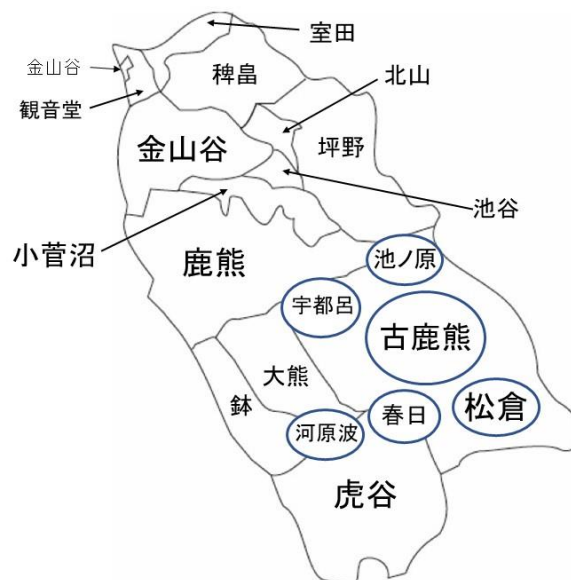 室田
金山谷
稗畠
北山
観音堂
坪野
金山谷
池谷
小菅沼
鹿熊
池ノ原
宇都呂
古鹿熊
大熊
鉢
松倉
春日
河原波
虎谷